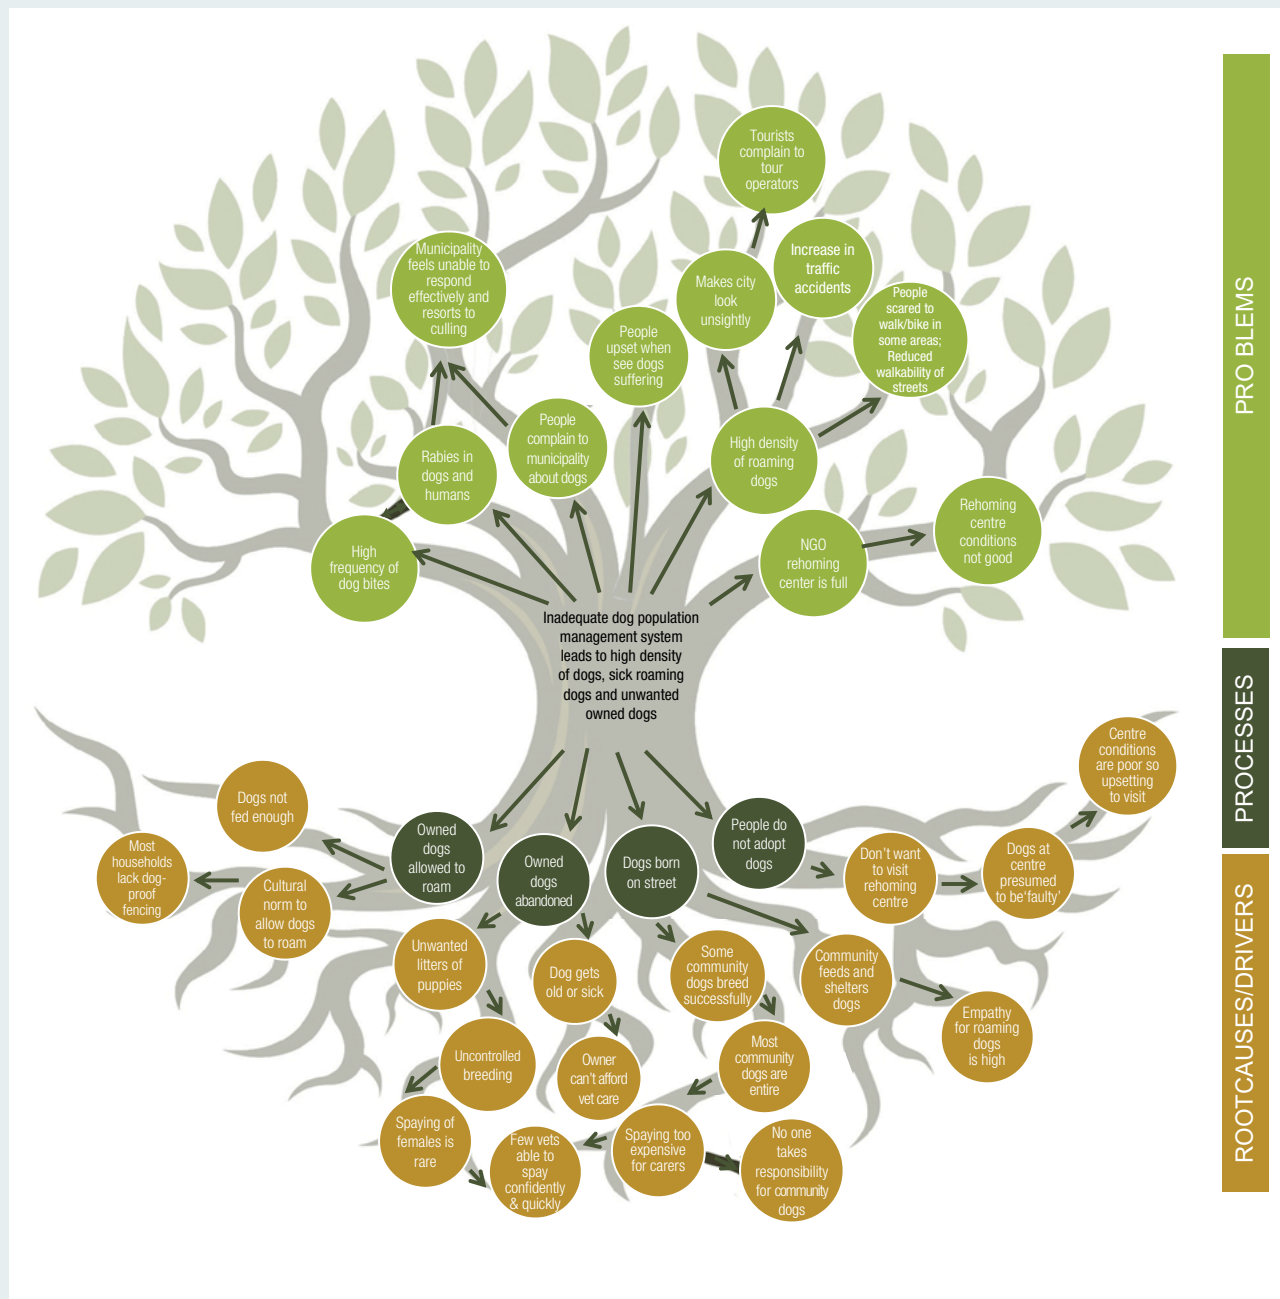 Tourists
complain to
tour
operators
Municipality
feels unable to
respond
effectively and
resorts to
culling
Makes city
look
unsightly
Increase in
traffic
accidents
People
scared to
walk/bike in
some areas;
Reduced
walkability of
streets
People
upset when
see dogs
suffering
People
complain to
municipality
about dogs
Rabies in
dogs and
humans
High density
of roaming
dogs
High
frequency of
dog bites
NGO
rehoming
center is full
Rehoming
centre
conditions
not good
PRO BLEMS
Inadequate dog population
management system
leads to high density
of dogs, sick roaming
dogs and unwanted
owned dogs
PROCESSES
Owned
dogs
allowed to
roam
Owned
dogs
abandoned
Dogs born
on street
People do
not adopt
dogs
Dogs not
fed enough
Most
households
lack dog-
proof
fencing
Cultural
norm to
allow dogs
to roam
Don't want
to visit
rehoming
centre
Dogs at
centre
presumed
to be‘faulty’
Centre
conditions
are poor so
upsetting
to visit
Unwanted
litters of
puppies
Dog gets
old or sick
Some
community
dogs breed
successfully
Community
feeds and
shelters
dogs
Empathy
for roaming
dogs
is high
Uncontrolled
breeding
Owner
can't afford
vet care
Most
community
dogs are
entire
Spaying of
females is
rare
Few vets
able to
spay
confidently
& quickly
Spaying too
expensive
for carers
No one
takes
responsibility
for community
dogs
ROOTCAUSES/DRIVERS